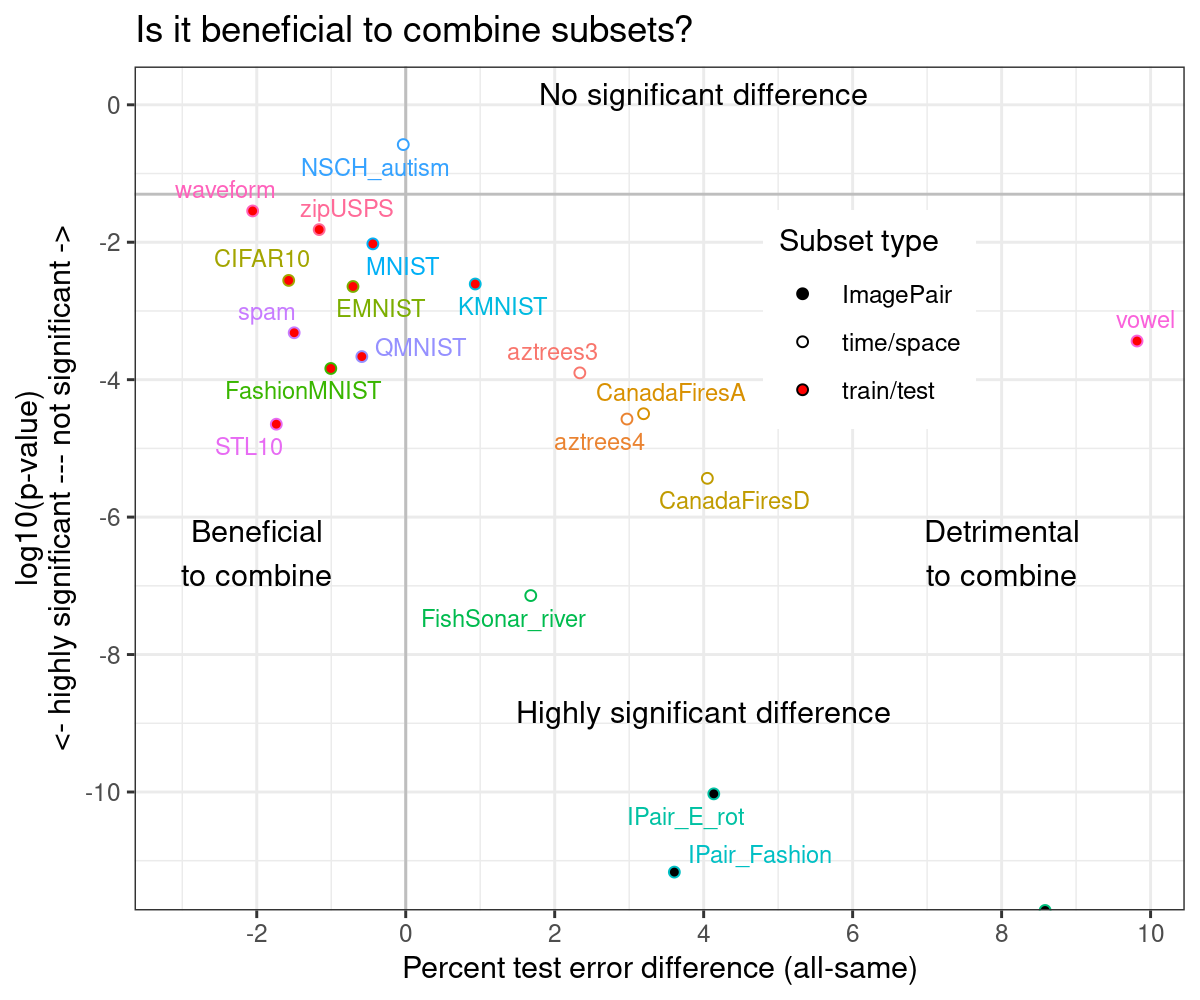 Is it beneficial to combine subsets?
No significant difference
0
NSCH_autism
waveform
zipUSPS
-2
CIFAR10
MNIST
Subset type
EMNIST
KMNIST
ImagePair
spam
QMNIST
time/space
vowel
aztrees3
-4
FashionMNIST
CanadaFiresA
train/test
STL10
aztrees4
CanadaFiresD
-6
Beneficial
to combine
Detrimental
to combine
FishSonar_river
-8
Highly significant difference
-10
IPair_E_rot
IPair_Fashion
log10(p-value)
<- highly significant --- not significant ->
-2
0
2
4
6
8
10
Percent test error difference (all-same)